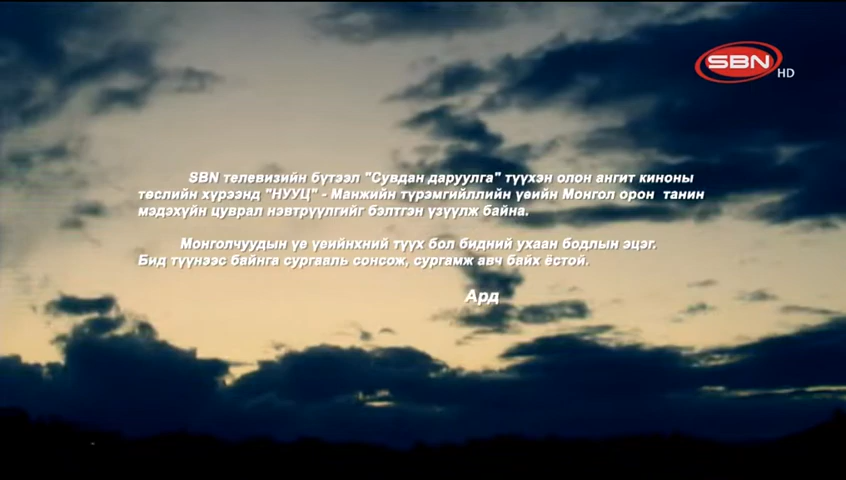 SBN HD
SBN телевизийн бүтээл "Сувдан даруулга" түүхэн олон ангит киноны
төслийн хүрээнд "НУУЦ" - Манжийн түрэмгийллийн үеийн Монгол орон танин
мэдэхүйн цуврал нэвтрүүлгийг бэлтгэн үзүүлж байна.
Монголчуудын үе үеийнхний түүх бол бидний ухаан бодлын эцэг.
Бид түүнээс байнга сургааль сонсож, сургамж авч байх ёстой.
Ард